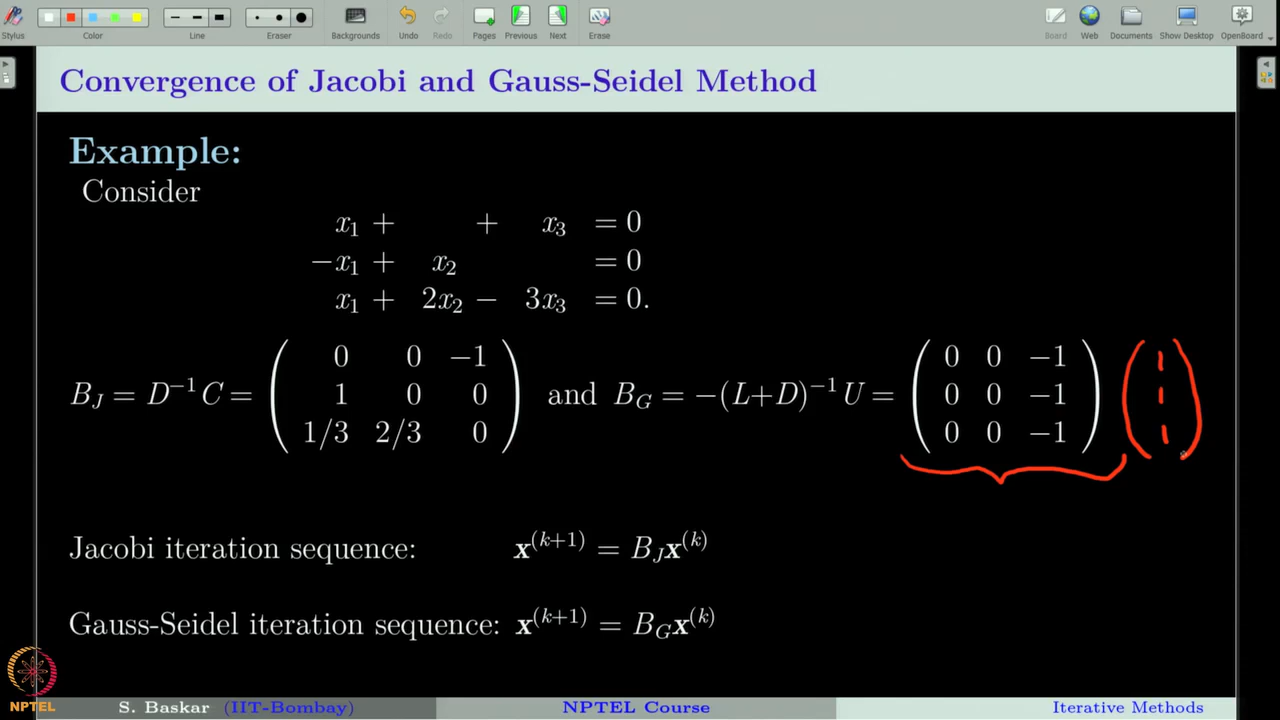 Stylus Color Line Eraser Backgrounds Undo Redo Pages Previous Next Erase Board Web Documents Show Desktop OpenBoard
Convergence of Jacobi and Gauss-Seidel Method
Example:
Consider
x₁ + + x₃ = 0
−x₁ + x₂ = 0
x₁ + 2x₂ − 3x₃ = 0.
0 0 −1 0 0 −1
B_J = D⁻¹C = 1 0 0 and B_G = −(L+D)⁻¹U = 0 0 −1
1/3 2/3 0 0 0 −1
Jacobi iteration sequence: x^(k+1) = B_J x^(k)
Gauss-Seidel iteration sequence: x^(k+1) = B_G x^(k)
NPTEL
S. Baskar (IIT-Bombay) NPTEL Course Iterative Methods